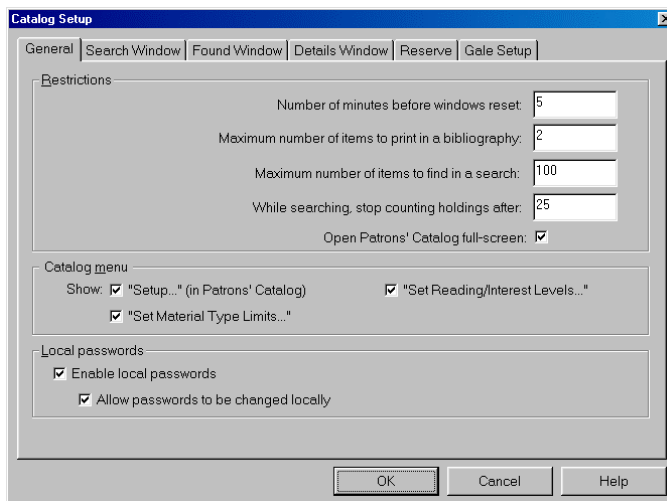 Catalog Setup
General Search Window Found Window Details Window Reserve Gale Setup
Restrictions
Number of minutes before windows reset: 5
Maximum number of items to print in a bibliography: 2
Maximum number of items to find in a search: 100
While searching, stop counting holdings after: 25
Open Patrons' Catalog full-screen:
Catalog menu
Show: "Setup..." (in Patrons' Catalog) "Set Reading/Interest Levels..."
"Set Material Type Limits..."
Local passwords
Enable local passwords
Allow passwords to be changed locally
OK Cancel Help